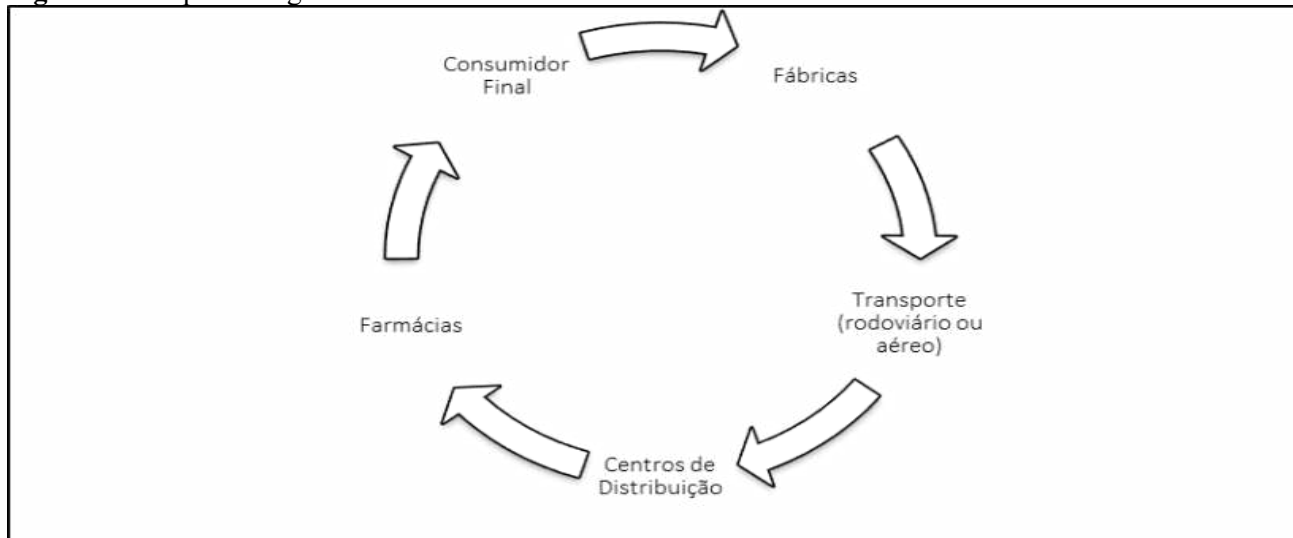 Consumidor
Final
Fábricas
Transporte
(rodoviário ou
aéreo)
Centros de
Distribuição
Farmácias